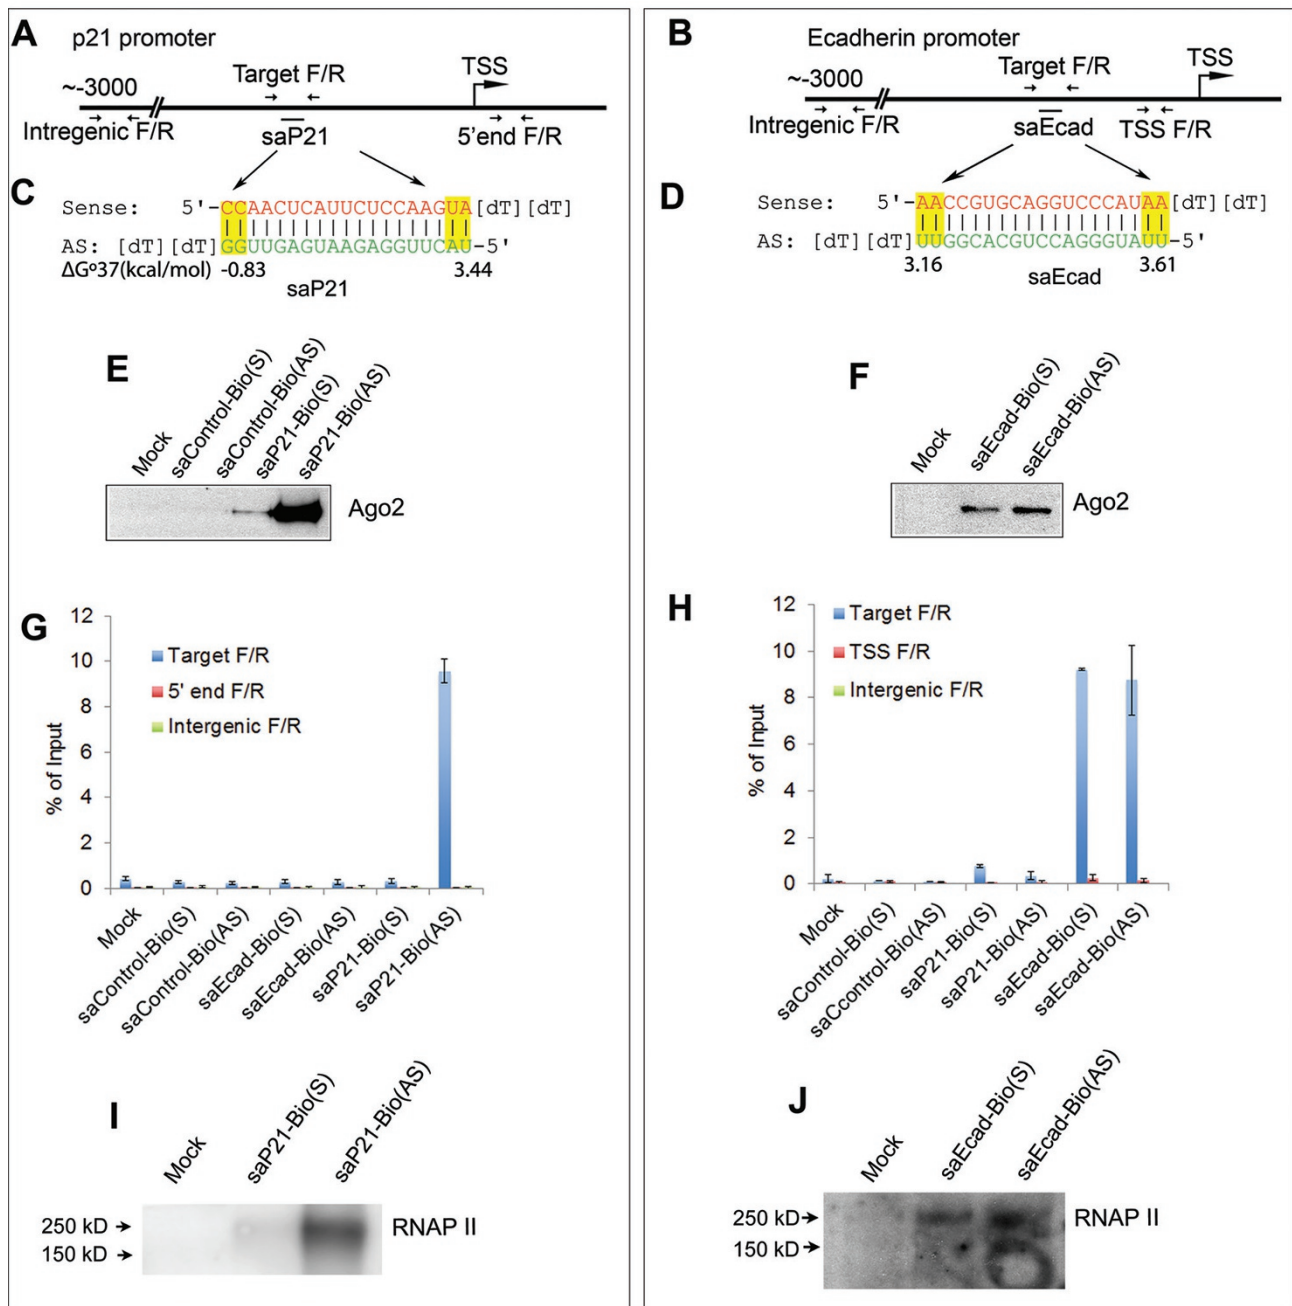 A
p21 promoter
Target F/R
TSS
~-3000
Intregenic F/R
saP21
5'end F/R
C
Sense: 5'-CCAACUCAUUCUCCAAGUA[dT][dT]
AS: [dT][dT]GGUUGAGUAAGAGGUUCAU-5'
ΔGº37(kcal/mol) -0.83 3.44
saP21
E
Mock
saControl-Bio(S)
saControl-Bio(AS)
saP21-Bio(S)
saP21-Bio(AS)
Ago2
G
12
10
8
6
4
2
0
% of Input
Target F/R
5' end F/R
Intergenic F/R
Mock
saControl-Bio(S)
saControl-Bio(AS)
saEcad-Bio(S)
saEcad-Bio(AS)
saP21-Bio(S)
saP21-Bio(AS)
I
Mock
saP21-Bio(S)
saP21-Bio(AS)
250 kD
150 kD
RNAP II
B
Ecadherin promoter
Target F/R
TSS
~-3000
Intregenic F/R
saEcad
TSS F/R
D
Sense: 5'-AACCGUGCAGGUCCCAUAA[dT][dT]
AS: [dT][dT]UUGGCACGUCCAGGGUAUU-5'
3.16 3.61
saEcad
F
Mock
saEcad-Bio(S)
saEcad-Bio(AS)
Ago2
H
12
10
8
6
4
2
0
% of Input
Target F/R
TSS F/R
Intergenic F/R
Mock
saControl-Bio(S)
saCcontrol-Bio(AS)
saP21-Bio(S)
saP21-Bio(AS)
saEcad-Bio(S)
saEcad-Bio(AS)
J
Mock
saEcad-Bio(S)
saEcad-Bio(AS)
250 kD
150 kD
RNAP II